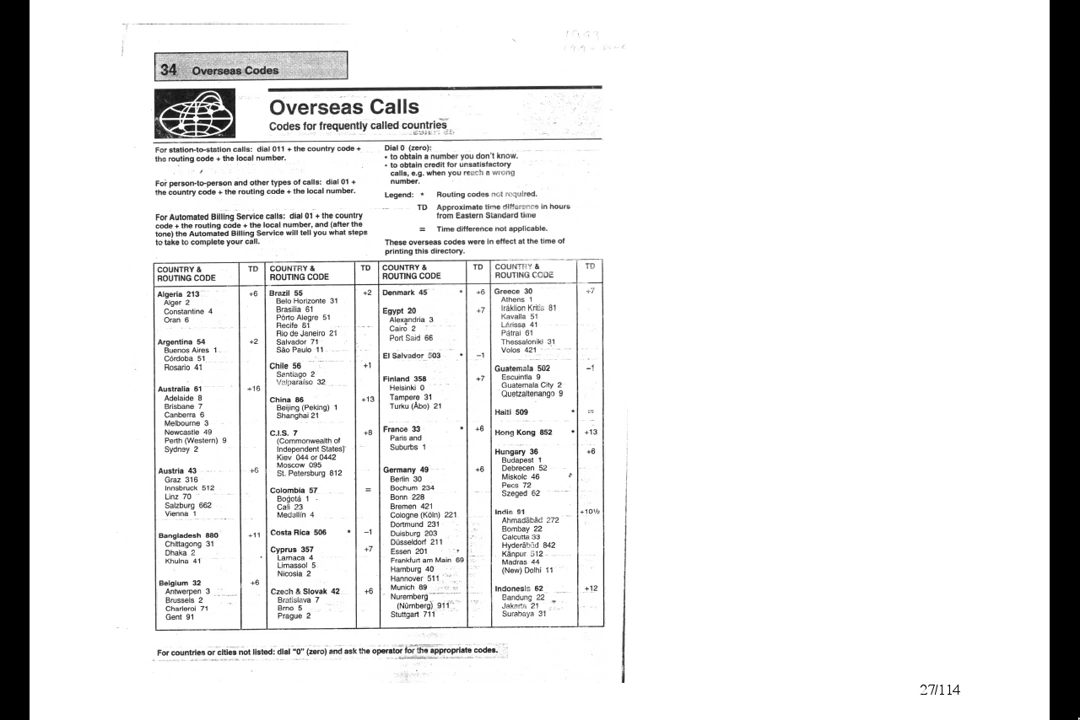 1993
34 Overseas Codes
Overseas Calls
Codes for frequently called countries
For station-to-station calls: dial 011 + the country code +
the routing code + the local number.
For person-to-person and other types of calls: dial 01 +
the country code + the routing code + the local number.
For Automated Billing Service calls: dial 01 + the country
code + the routing code + the local number, and (after the
tone) the Automated Billing Service will tell you what steps
to take to complete your call.
Dial 0 (zero):
• to obtain a number you don't know.
• to obtain credit for unsatisfactory
calls, e.g. when you reach a wrong
number.
Legend: * Routing codes not required.
TD Approximate time difference in hours
from Eastern Standard time
= Time difference not applicable.
These overseas codes were in effect at the time of
printing this directory.
COUNTRY & TD
ROUTING CODE
Algeria 213 +6
Alger 2
Constantine 4
Oran 6
Argentina 54 +2
Buenos Aires 1
Córdoba 51
Rosario 41
Australia 61 +16
Adelaide 8
Brisbane 7
Canberra 6
Melbourne 3
Newcastle 49
Perth (Western) 9
Sydney 2
Austria 43 +6
Graz 316
Innsbruck 512
Linz 70
Salzburg 662
Vienna 1
Bangladesh 880 +11
Chittagong 31
Dhaka 2
Khulna 41
Belgium 32 +6
Antwerpen 3
Brussels 2
Charleroi 71
Gent 91
COUNTRY & TD
ROUTING CODE
Brazil 55 +2
Belo Horizonte 31
Brasilia 61
Pôrto Alegre 51
Recife 81
Rio de Janeiro 21
Salvador 71
São Paulo 11
Chile 56 +1
Santiago 2
Valparaiso 32
China 86 +13
Beijing (Peking) 1
Shanghai 21
C.I.S. 7 +8
(Commonwealth of
Independent States)
Kiev 044 or 0442
Moscow 095
St. Petersburg 812
Colombia 57 =
Bogotá 1
Cali 23
Medallín 4
Costa Rica 506 * –1
Cyprus 357 +7
Larnaca 4
Limassol 5
Nicosia 2
Czech & Slovak 42 +6
Bratislava 7
Brno 5
Prague 2
COUNTRY & TD
ROUTING CODE
Denmark 45 * +6
Egypt 20 +7
Alexandria 3
Cairo 2
Port Said 66
El Salvador 503 * –1
Finland 358 +7
Helsinki 0
Tampere 31
Turku (Åbo) 21
France 33 * +6
Paris and
Suburbs 1
Germany 49 +6
Berlin 30
Bochum 234
Bonn 228
Bremen 421
Cologne (Köln) 221
Dortmund 231
Duisburg 203
Düsseldorf 211
Essen 201
Frankfurt am Main 69
Hamburg 40
Hannover 511
Munich 89
Nuremberg
(Nürnberg) 911
Stuttgart 711
COUNTRY & TD
ROUTING CODE
Greece 30 +7
Athens 1
Iráklion Kritis 81
Kavalla 51
Lárissa 41
Pátrai 61
Thessaloniki 31
Volos 421
Guatemala 502 –1
Escuintla 9
Guatemala City 2
Quetzaltenango 9
Haiti 509 * =
Hong Kong 852 * +13
Hungary 36 +6
Budapest 1
Debrecen 52
Miskolc 46
Pecs 72
Szeged 62
India 91 +10½
Ahmadābād 272
Bombay 22
Calcutta 33
Hyderābād 842
Kānpur 512
Madras 44
(New) Delhi 11
Indonesia 62 +12
Bandung 22
Jakarta 21
Surabaya 31
For countries or cities not listed: dial "0" (zero) and ask the operator for the appropriate codes.
27/114